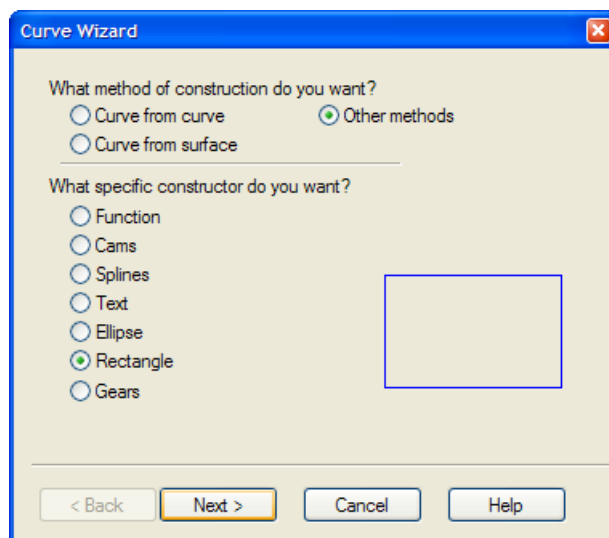 Curve Wizard
What method of construction do you want?
Curve from curve
Other methods
Curve from surface
What specific constructor do you want?
Function
Cams
Splines
Text
Ellipse
Rectangle
Gears
< Back
Next >
Cancel
Help